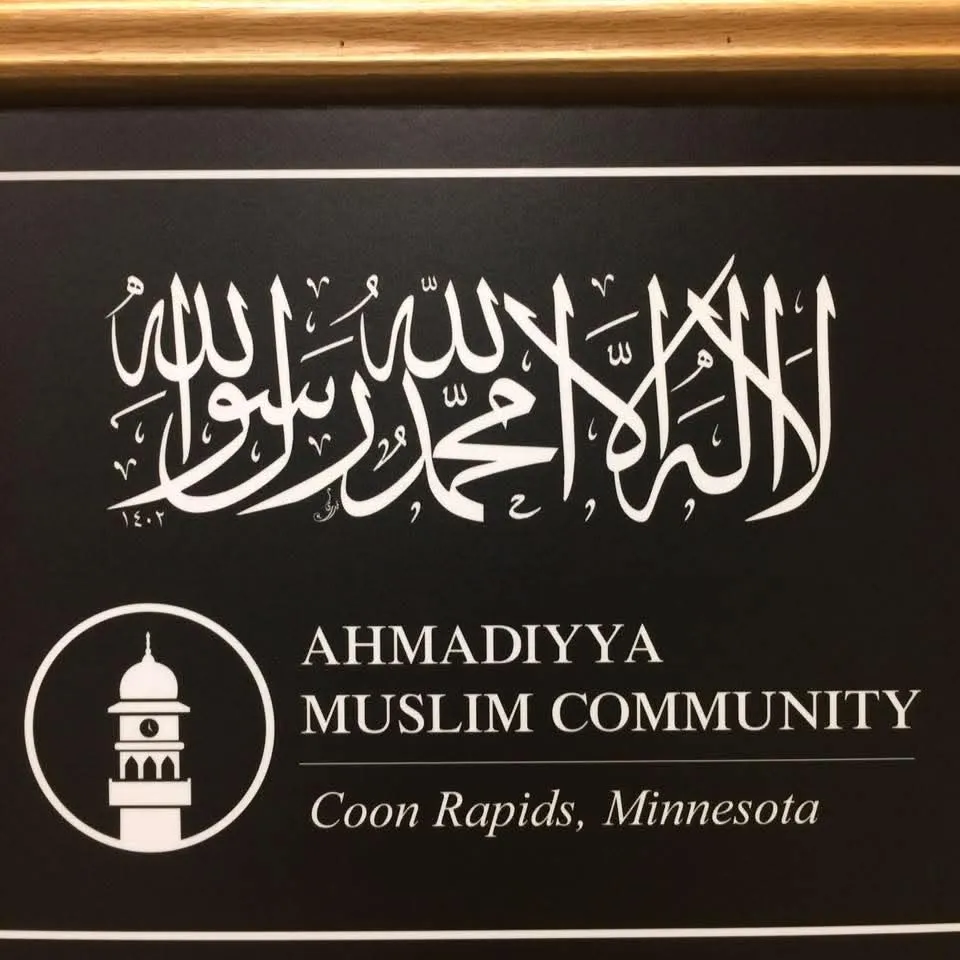 لا إله إلا الله محمد رسول الله
١٤٠٢
AHMADIYYA
MUSLIM COMMUNITY
Coon Rapids, Minnesota